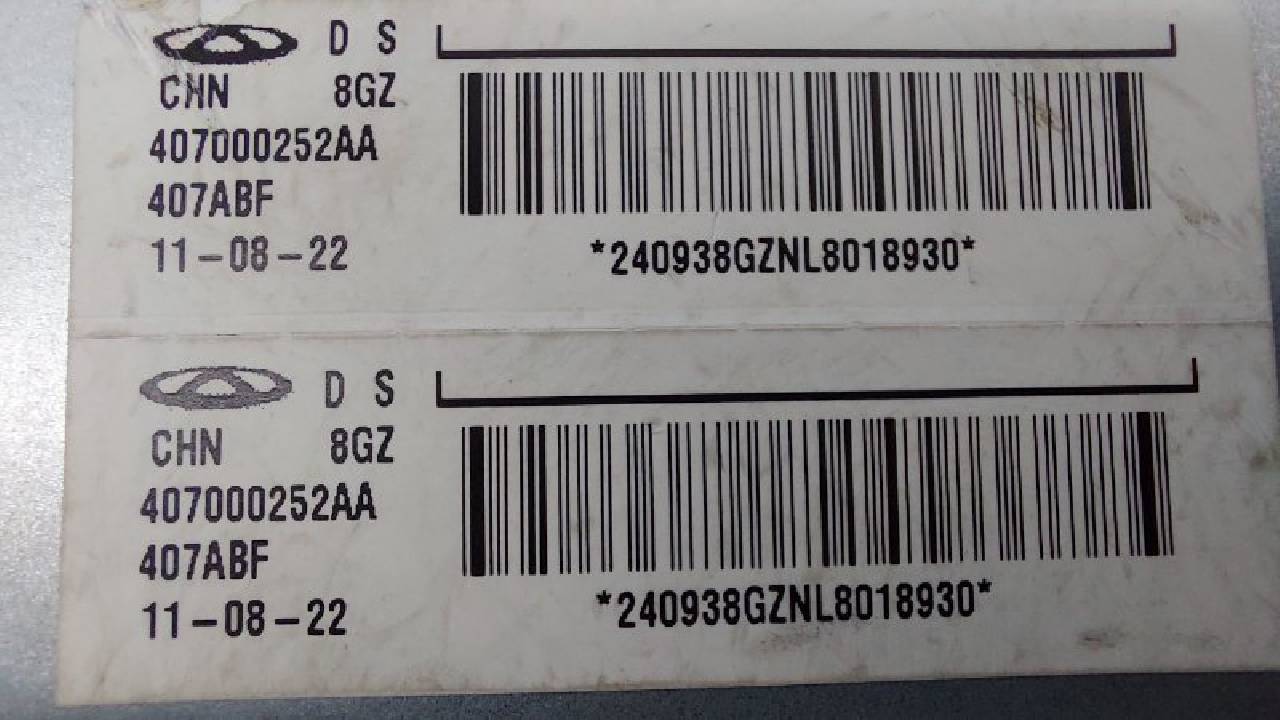 D S
CHN 8GZ
407000252AA
407ABF
11-08-22
*240938GZNL8018930*
D S
CHN 8GZ
407000252AA
407ABF
11-08-22
*240938GZNL8018930*